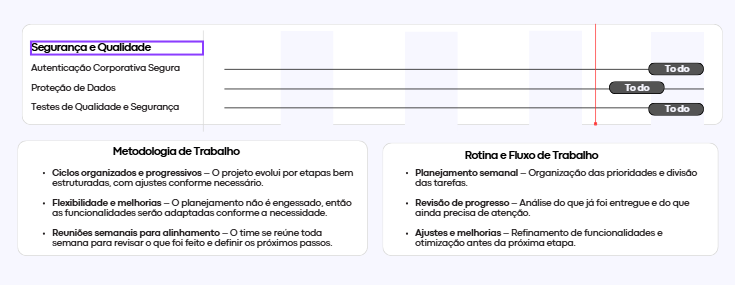 Segurança e Qualidade
Autenticação Corporativa Segura
To do
Proteção de Dados
To do
Testes de Qualidade e Segurança
To do
Metodologia de Trabalho
• Ciclos organizados e progressivos – O projeto evolui por etapas bem
estruturadas, com ajustes conforme necessário.
• Flexibilidade e melhorias – O planejamento não é engessado, então
as funcionalidades serão adaptadas conforme a necessidade.
• Reuniões semanais para alinhamento – O time se reúne toda
semana para revisar o que foi feito e definir os próximos passos.
Rotina e Fluxo de Trabalho
• Planejamento semanal – Organização das prioridades e divisão
das tarefas.
• Revisão de progresso – Análise do que já foi entregue e do que
ainda precisa de atenção.
• Ajustes e melhorias – Refinamento de funcionalidades e
otimização antes da próxima etapa.